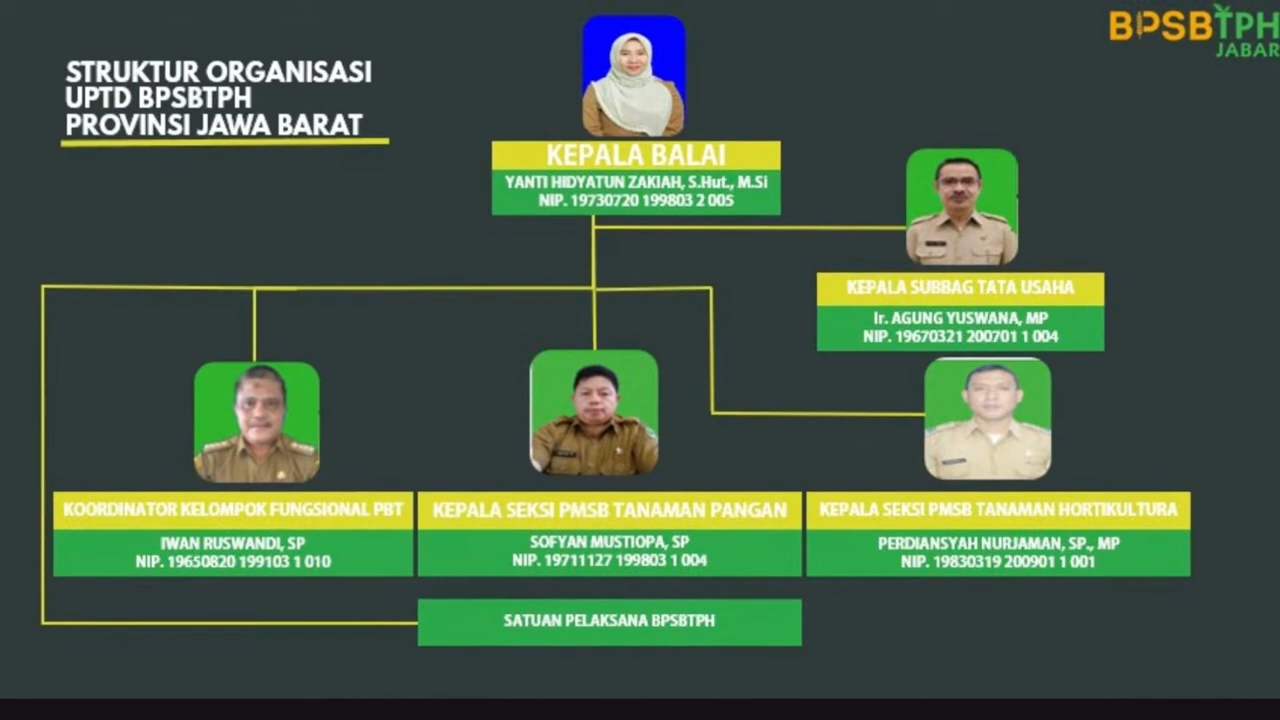 STRUKTUR ORGANISASI
UPTD BPSBTPH
PROVINSI JAWA BARAT
BPSBTPH
JABAR
KEPALA BALAI
YANTI HIDYATUN ZAKIAH, S.Hut., M.Si
NIP. 19730720 199803 2 005
KEPALA SUBBAG TATA USAHA
Ir. AGUNG YUSWANA, MP
NIP. 19670321 200701 1 004
KOORDINATOR KELOMPOK FUNGSIONAL PBT
IWAN RUSWANDI, SP
NIP. 19650820 199103 1 010
KEPALA SEKSI PMSB TANAMAN PANGAN
SOFYAN MUSTIOPA, SP
NIP. 19711127 199803 1 004
KEPALA SEKSI PMSB TANAMAN HORTIKULTURA
PERDIANSYAH NURJAMAN, SP., MP
NIP. 19830319 200901 1 001
SATUAN PELAKSANA BPSBTPH